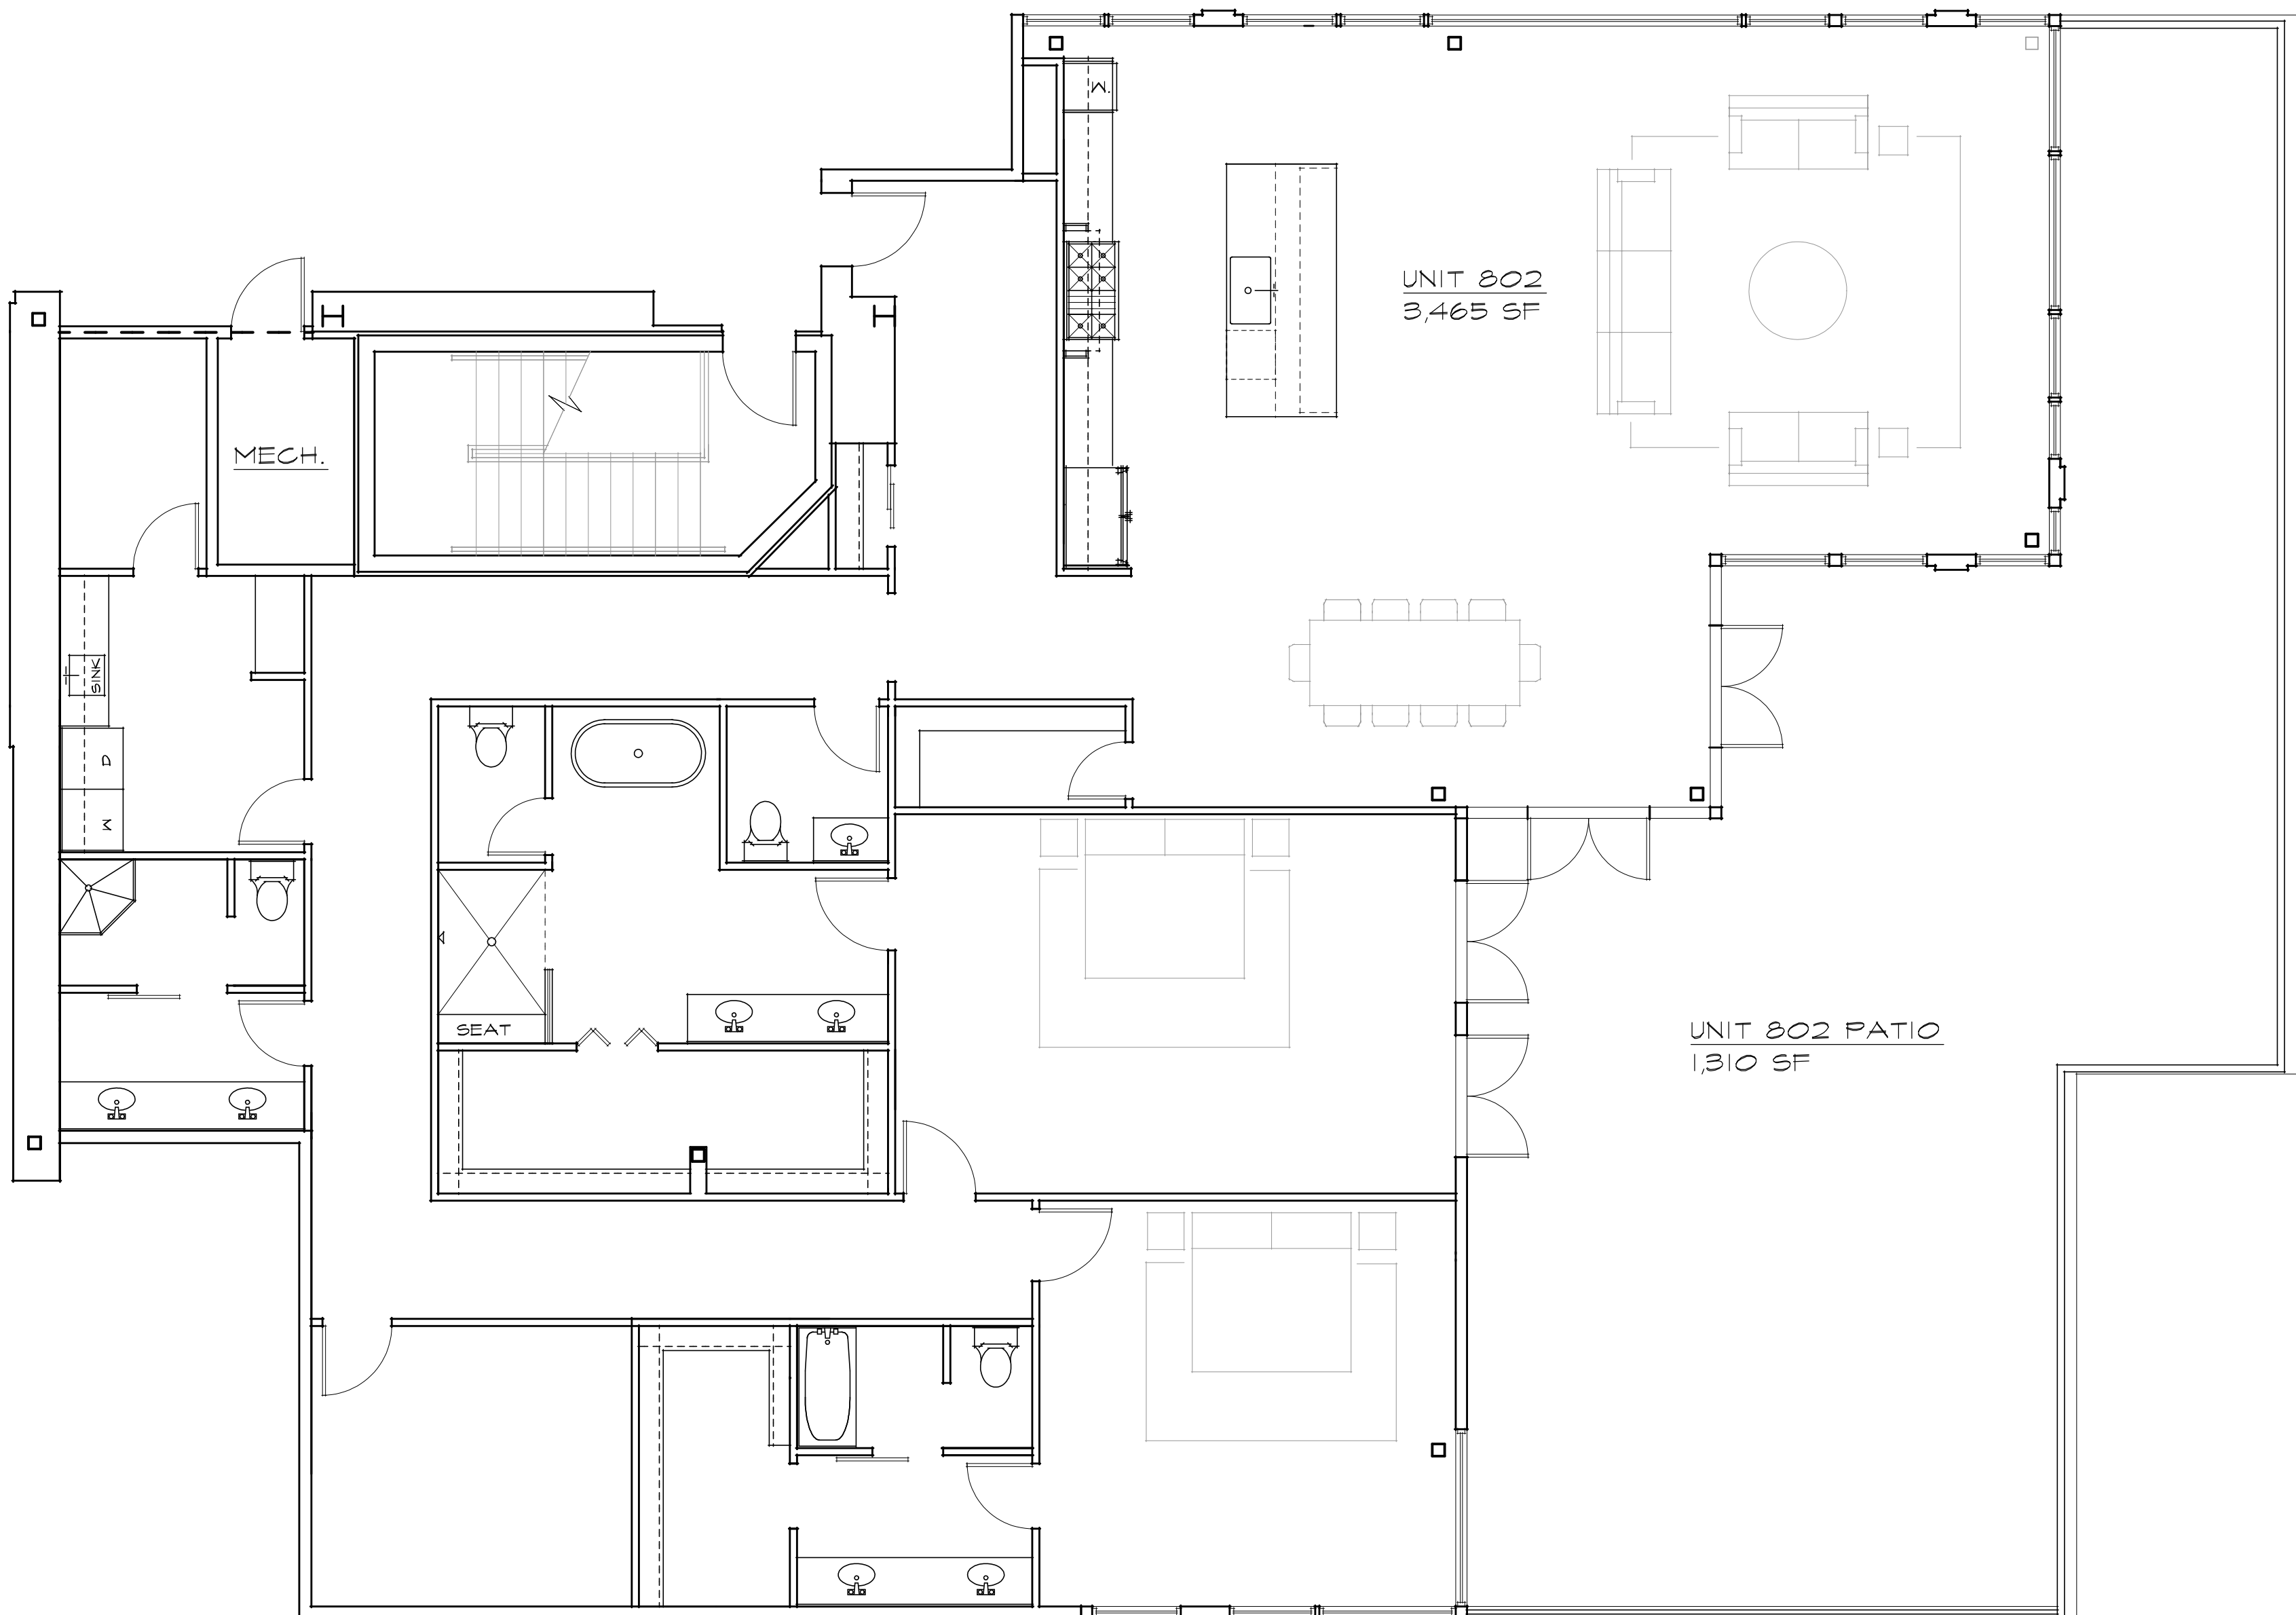 W.
UNIT 802
3,465 SF
MECH.
SINK
D
W
SEAT
UNIT 802 PATIO
1,310 SF